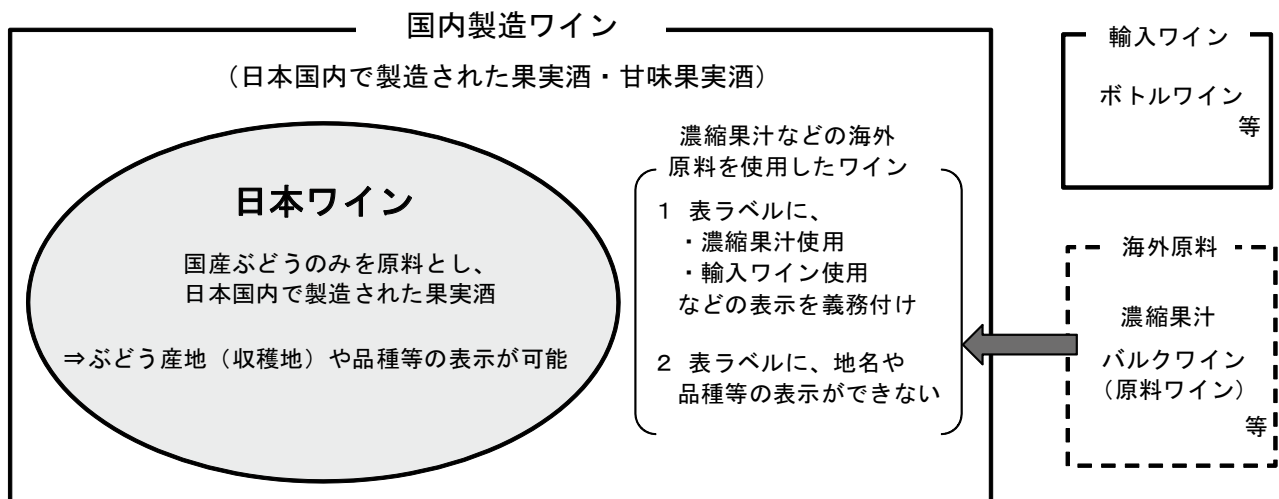 国内製造ワイン
（日本国内で製造された果実酒・甘味果実酒）
日本ワイン
国産ぶどうのみを原料とし、
日本国内で製造された果実酒
⇒ぶどう産地（収穫地）や品種等の表示が可能
濃縮果汁などの海外
原料を使用したワイン
１ 表ラベルに、
・濃縮果汁使用
・輸入ワイン使用
などの表示を義務付け
２ 表ラベルに、地名や
品種等の表示ができない
輸入ワイン
ボトルワイン
等
海外原料
濃縮果汁
バルクワイン
（原料ワイン）
等